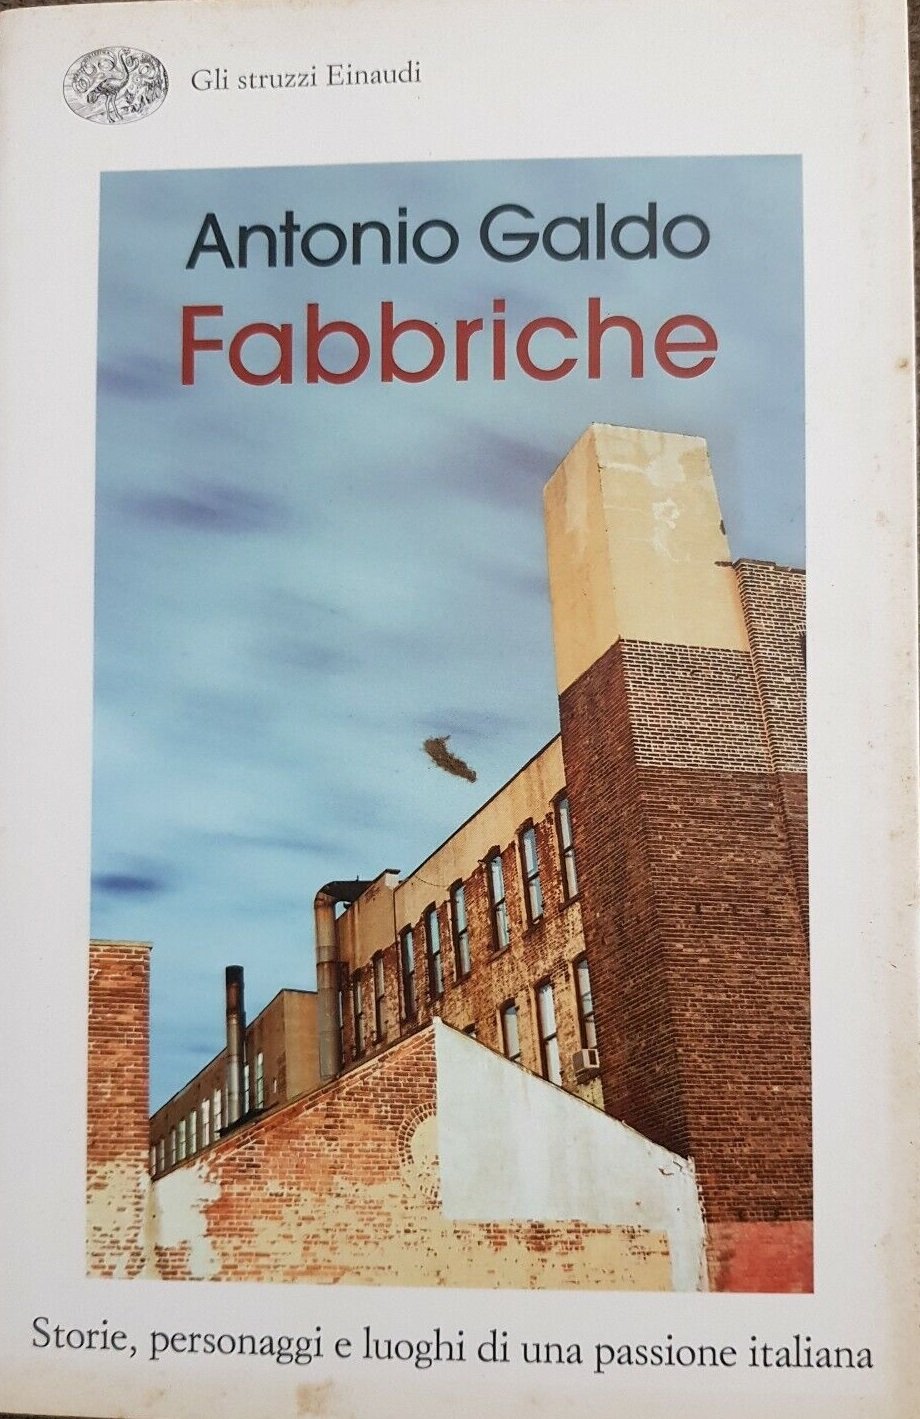 Gli struzzi Einaudi
Antonio Galdo
Fabbriche
Storie, personaggi e luoghi di una passione italiana